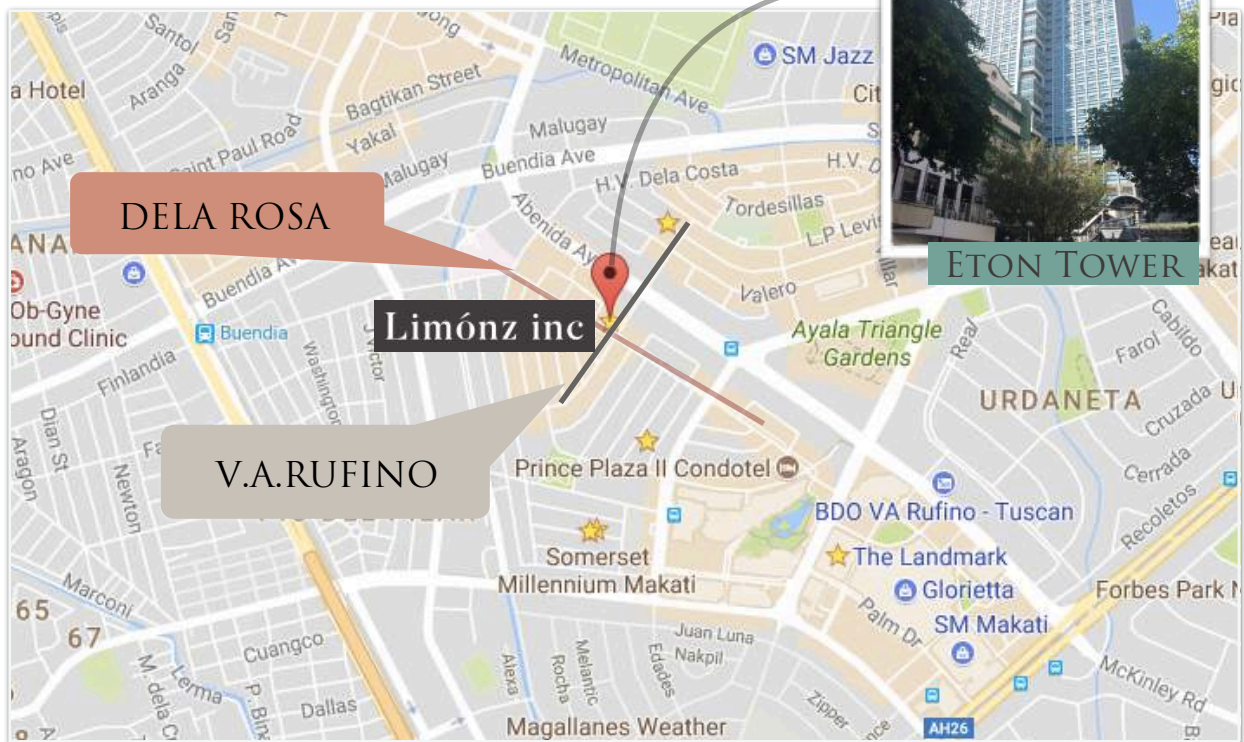 Santol
SM Jazz
Metropolitan Ave
a Hotel
Aranga
Bagtikan Street
Yakal
Malugay
Saint Paul Road
no Ave
Malugay
Buendia Ave
H.V. Dela Costa
Tordesillas
DELA ROSA
Valero
ETON TOWER
Ob-Gyne
ound Clinic
Buendia
Limónz inc
Ayala Triangle
Gardens
Real
Cabildo
Farol
Finlandia
Washington
URDANETA
Cruzada
Dian St
Aragon
Newton
V.A.RUFINO
Prince Plaza II Condotel
Cerrada
BDO VA Rufino - Tuscan
Recoletos
Somerset
Millennium Makati
The Landmark
Glorietta
Forbes Park
Marconi
65
67
Palm Dr
SM Makati
Cuangco
Juan Luna
Nakpil
Edades
Melantic
Rocha
Alexa
McKinley Rd
Lerma
Dallas
Zipper
Magallanes Weather
AH26